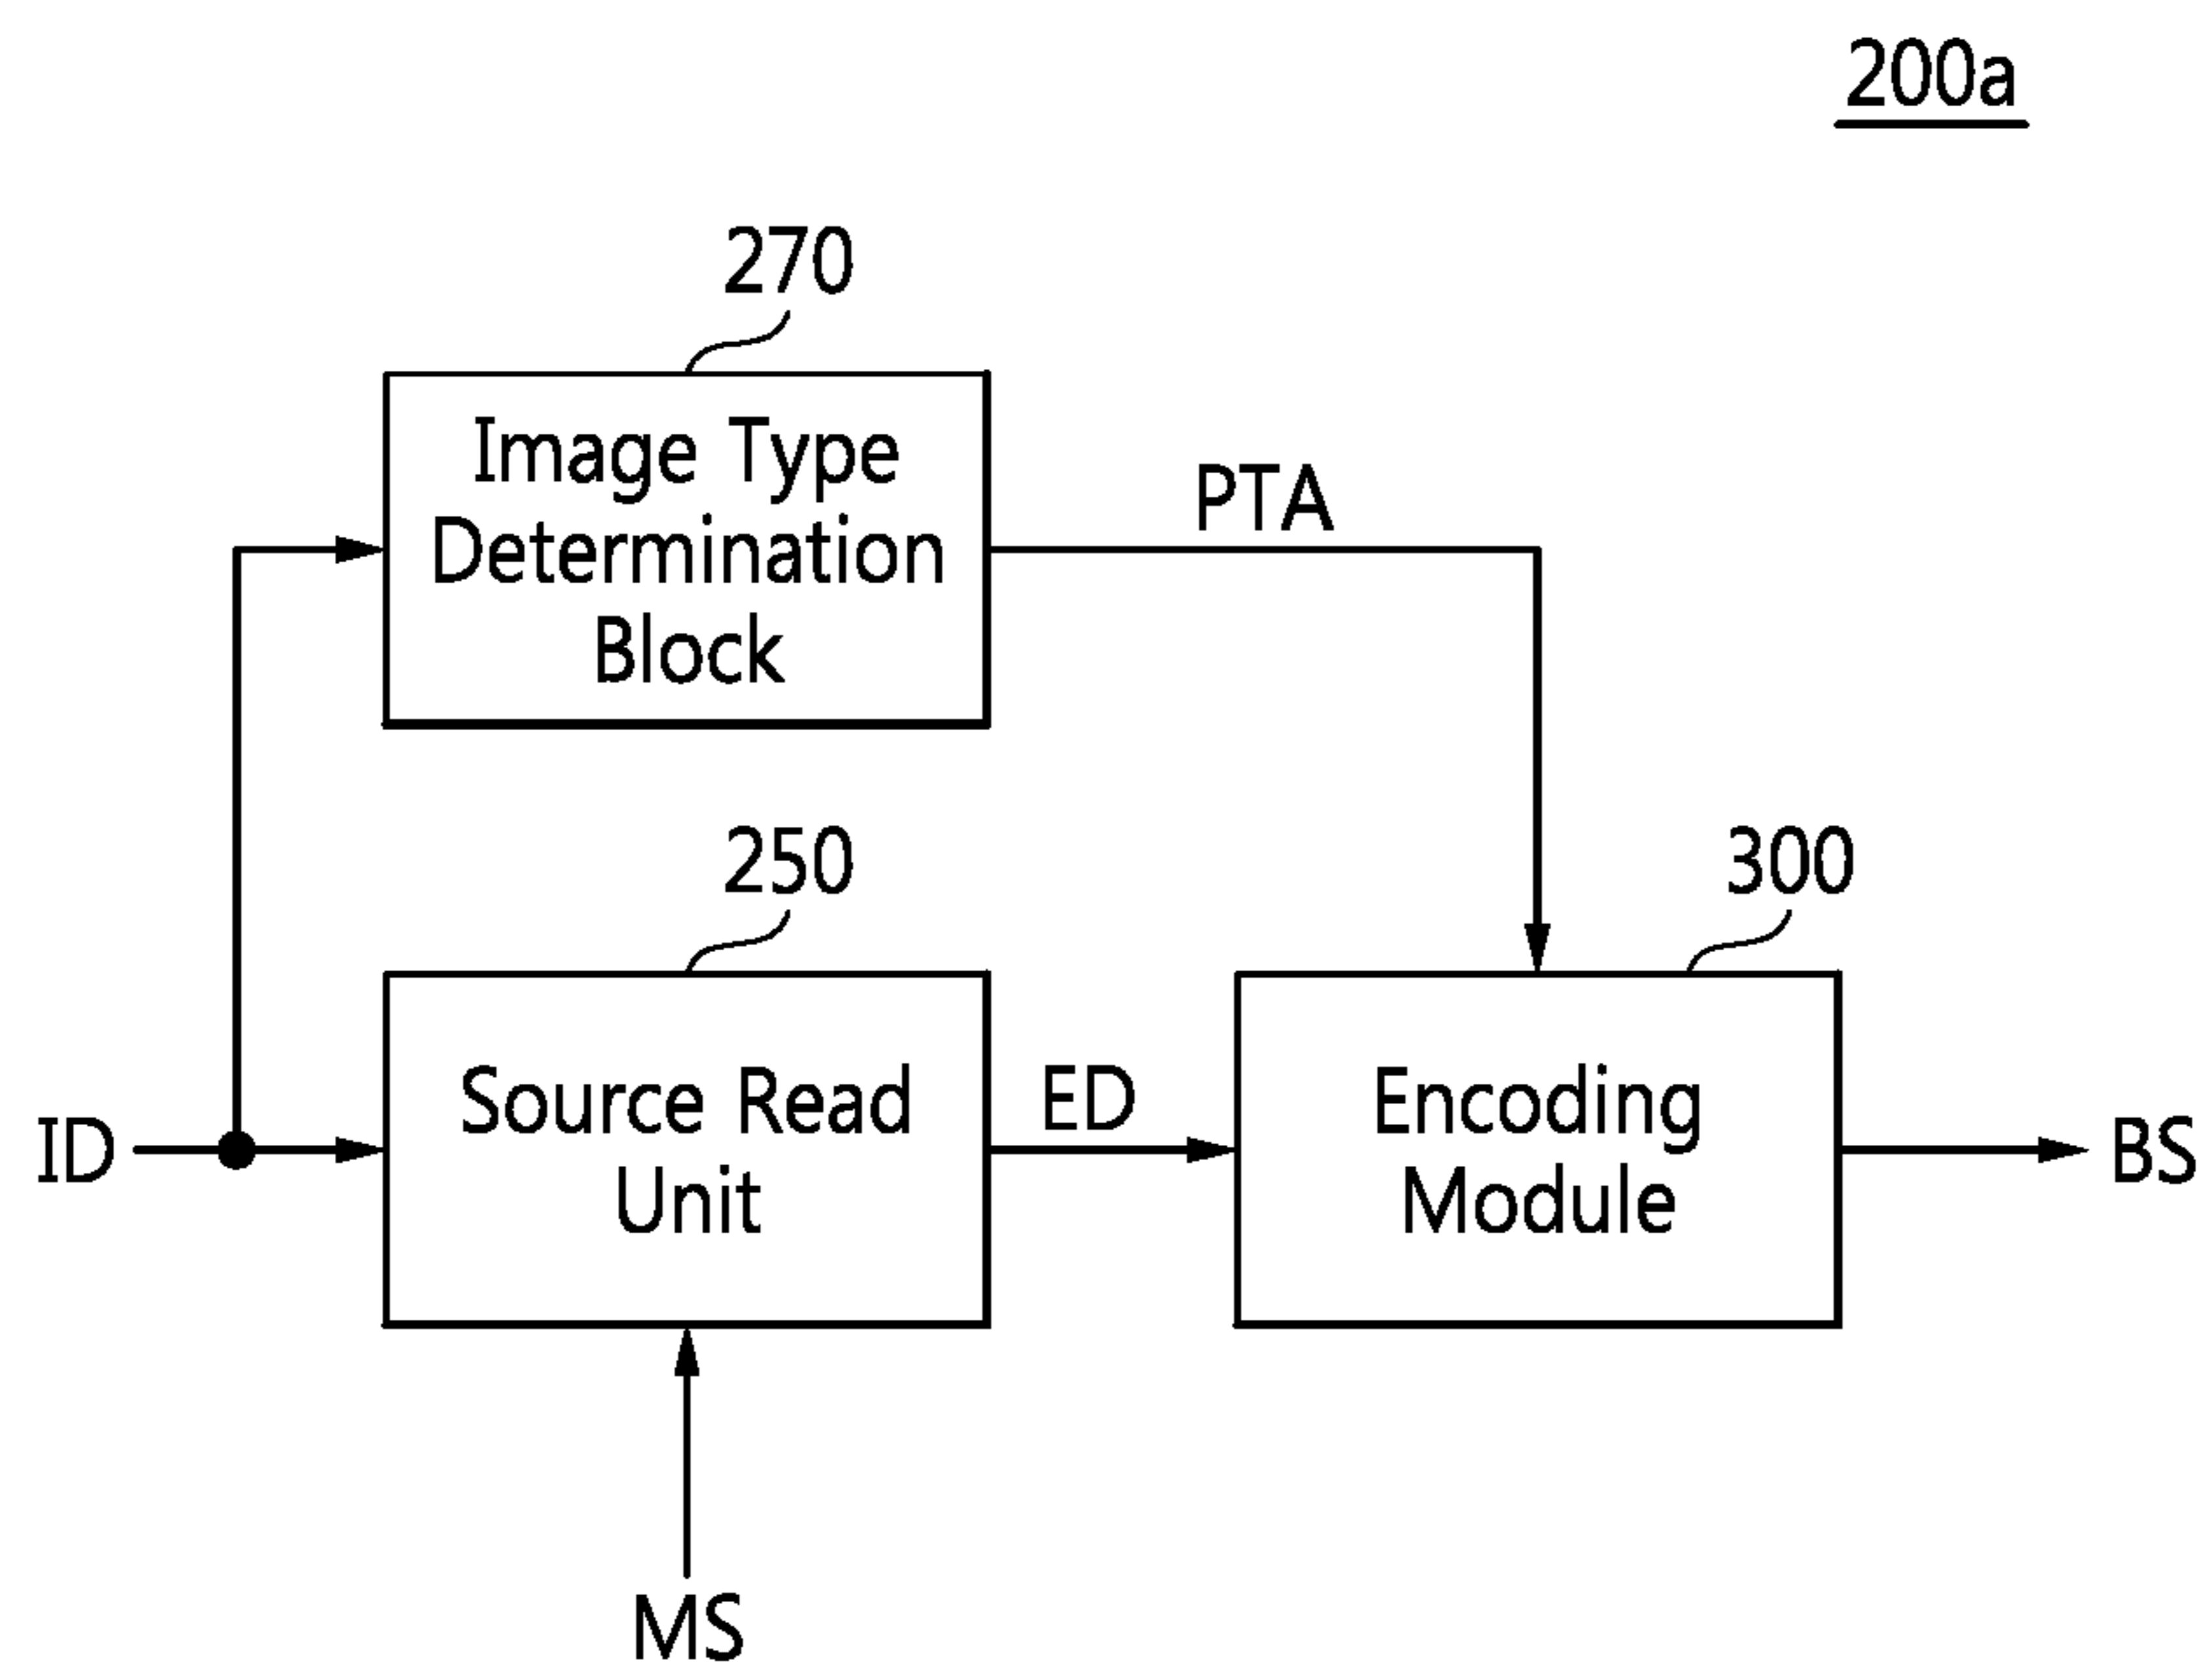 200a
270
Image Type
Determination
Block
PTA
250
300
Source Read
Unit
ED
Encoding
Module
ID
BS
MS